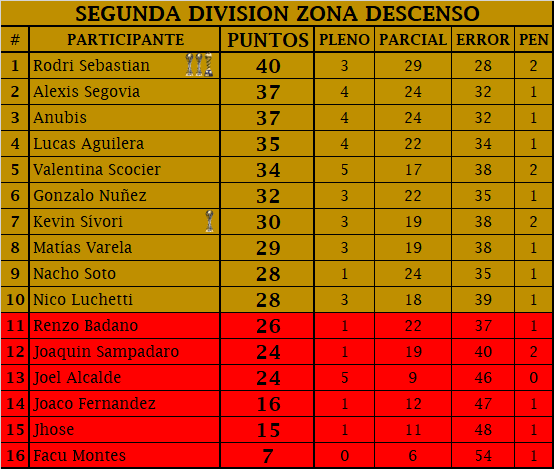 SEGUNDA DIVISION ZONA DESCENSO
# PARTICIPANTE PUNTOS PLENO PARCIAL ERROR PEN
1 Rodri Sebastian 40 3 29 28 2
2 Alexis Segovia 37 4 24 32 1
3 Anubis 37 4 24 32 1
4 Lucas Aguilera 35 4 22 34 1
5 Valentina Scocier 34 5 17 38 2
6 Gonzalo Nuñez 32 3 22 35 1
7 Kevin Sivori 30 3 19 38 2
8 Matías Varela 29 3 19 38 1
9 Nacho Soto 28 1 24 35 1
10 Nico Luchetti 28 3 18 39 1
11 Renzo Badano 26 1 22 37 1
12 Joaquin Sampadaro 24 1 19 40 2
13 Joel Alcalde 24 5 9 46 0
14 Joaco Fernandez 16 1 12 47 1
15 Jhose 15 1 11 48 1
16 Facu Montes 7 0 6 54 1